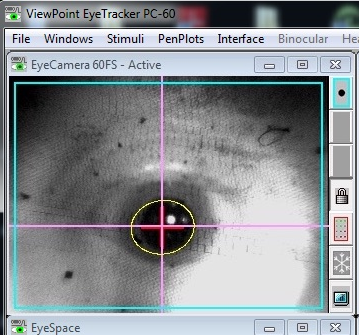 ViewPoint EyeTracker PC-60
File Windows Stimuli PenPlots Interface Binocular
EyeCamera 60FS - Active
EyeSpace